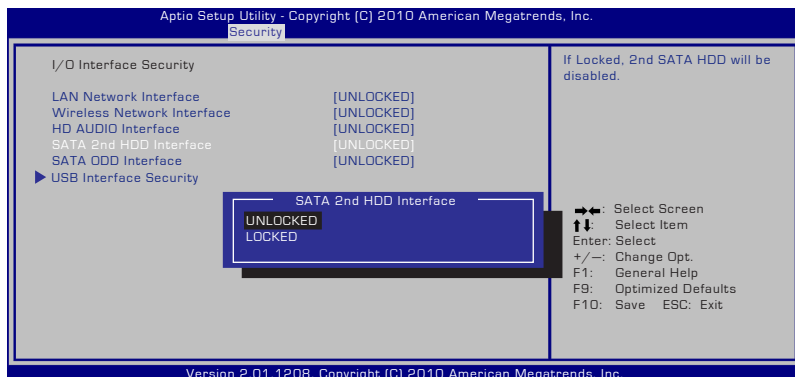 Aptio Setup Utility - Copyright (C) 2010 American Megatrends, Inc.
Security
I/O Interface Security
LAN Network Interface [UNLOCKED]
Wireless Network Interface [UNLOCKED]
HD AUDIO Interface [UNLOCKED]
SATA 2nd HDD Interface [UNLOCKED]
SATA ODD Interface [UNLOCKED]
USB Interface Security
SATA 2nd HDD Interface
UNLOCKED
LOCKED
If Locked, 2nd SATA HDD will be
disabled.
→←: Select Screen
↑↓: Select Item
Enter: Select
+/—: Change Opt.
F1: General Help
F9: Optimized Defaults
F10: Save ESC: Exit
Version 2.01.1208. Copyright (C) 2010 American Megatrends, Inc.